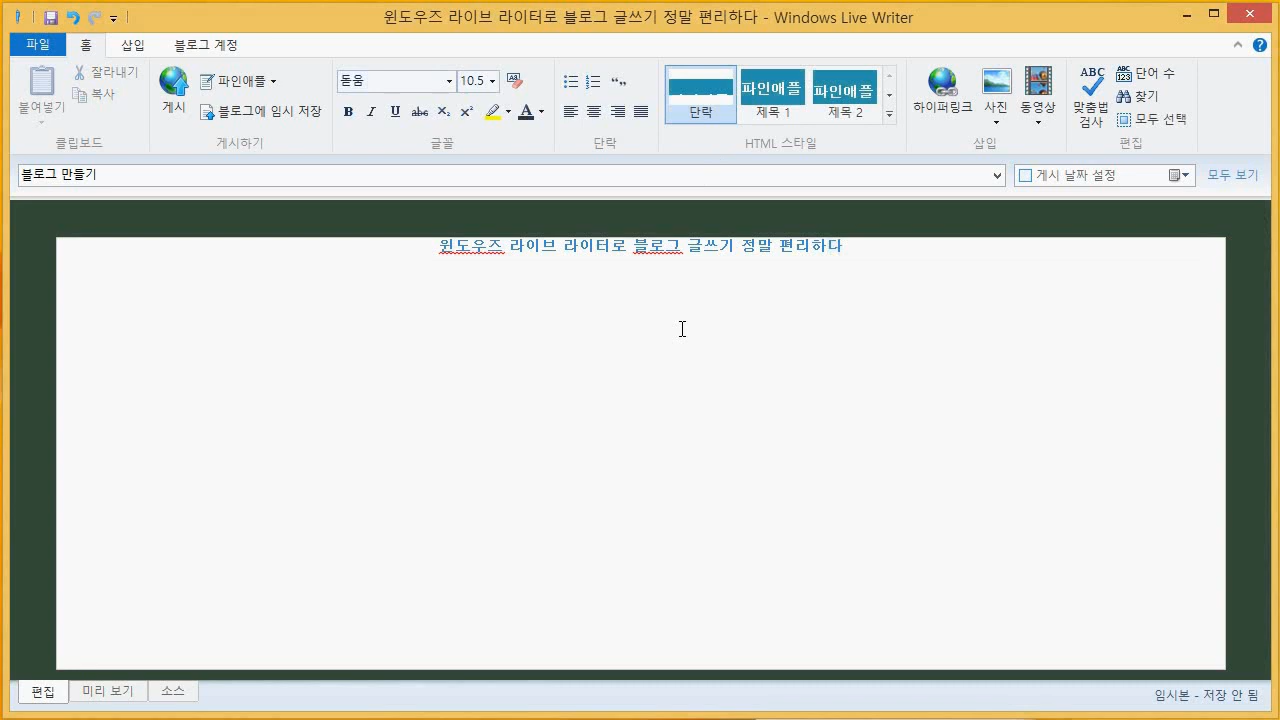 윈도우즈 라이브 라이터로 블로그 글쓰기 정말 편리하다 - Windows Live Writer
파일 홈 삽입 블로그 계정
붙여넣기 잘라내기 복사 클립보드
게시 파인애플 블로그에 임시 저장 게시하기
돋움 10.5 글꼴
단락
파인애플 파인애플
단락 제목 1 제목 2
HTML 스타일
하이퍼링크 사진 동영상 삽입
ABC 맞춤법 검사 ABC 123 단어 수 찾기 모두 선택 편집
블로그 만들기 게시 날짜 설정 모두 보기
윈도우즈 라이브 라이터로 블로그 글쓰기 정말 편리하다
편집 미리 보기 소스 임시본 - 저장 안 됨